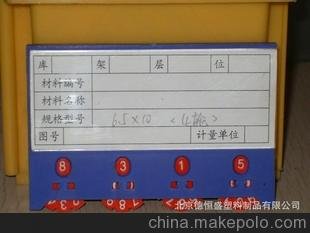 库 架 层 位
材料编号
材料名称
规格型号 6.5×10
图号 计量单位
8 3 1 5
北京信恒盛塑料制品有限公司
www.makepolo.com